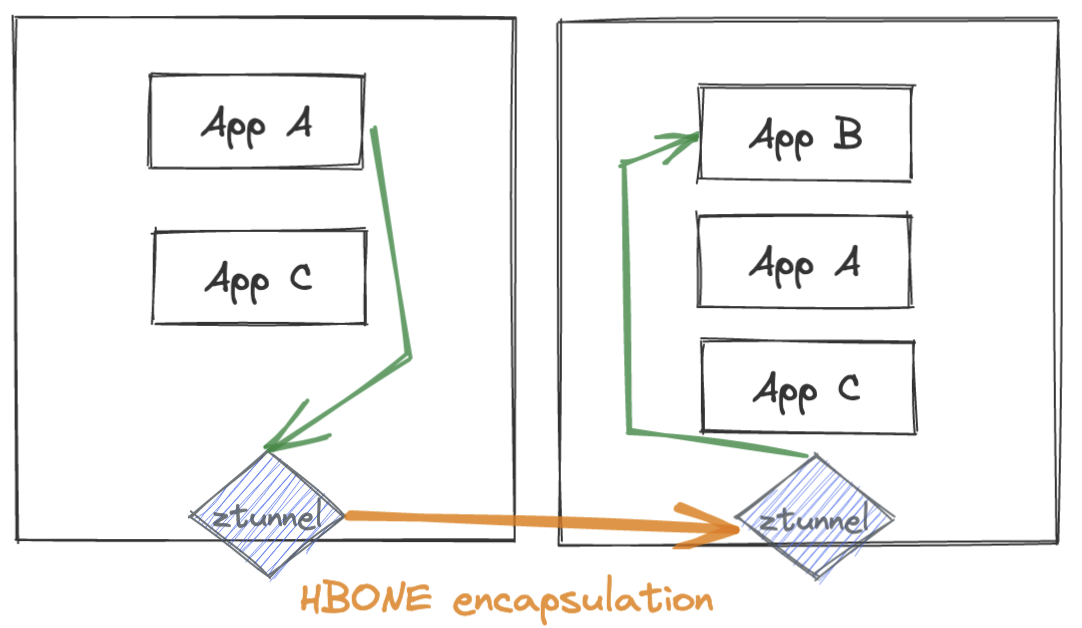 App A
App C
ztunnel
App B
App A
App C
ztunnel
HBONE encapsulation